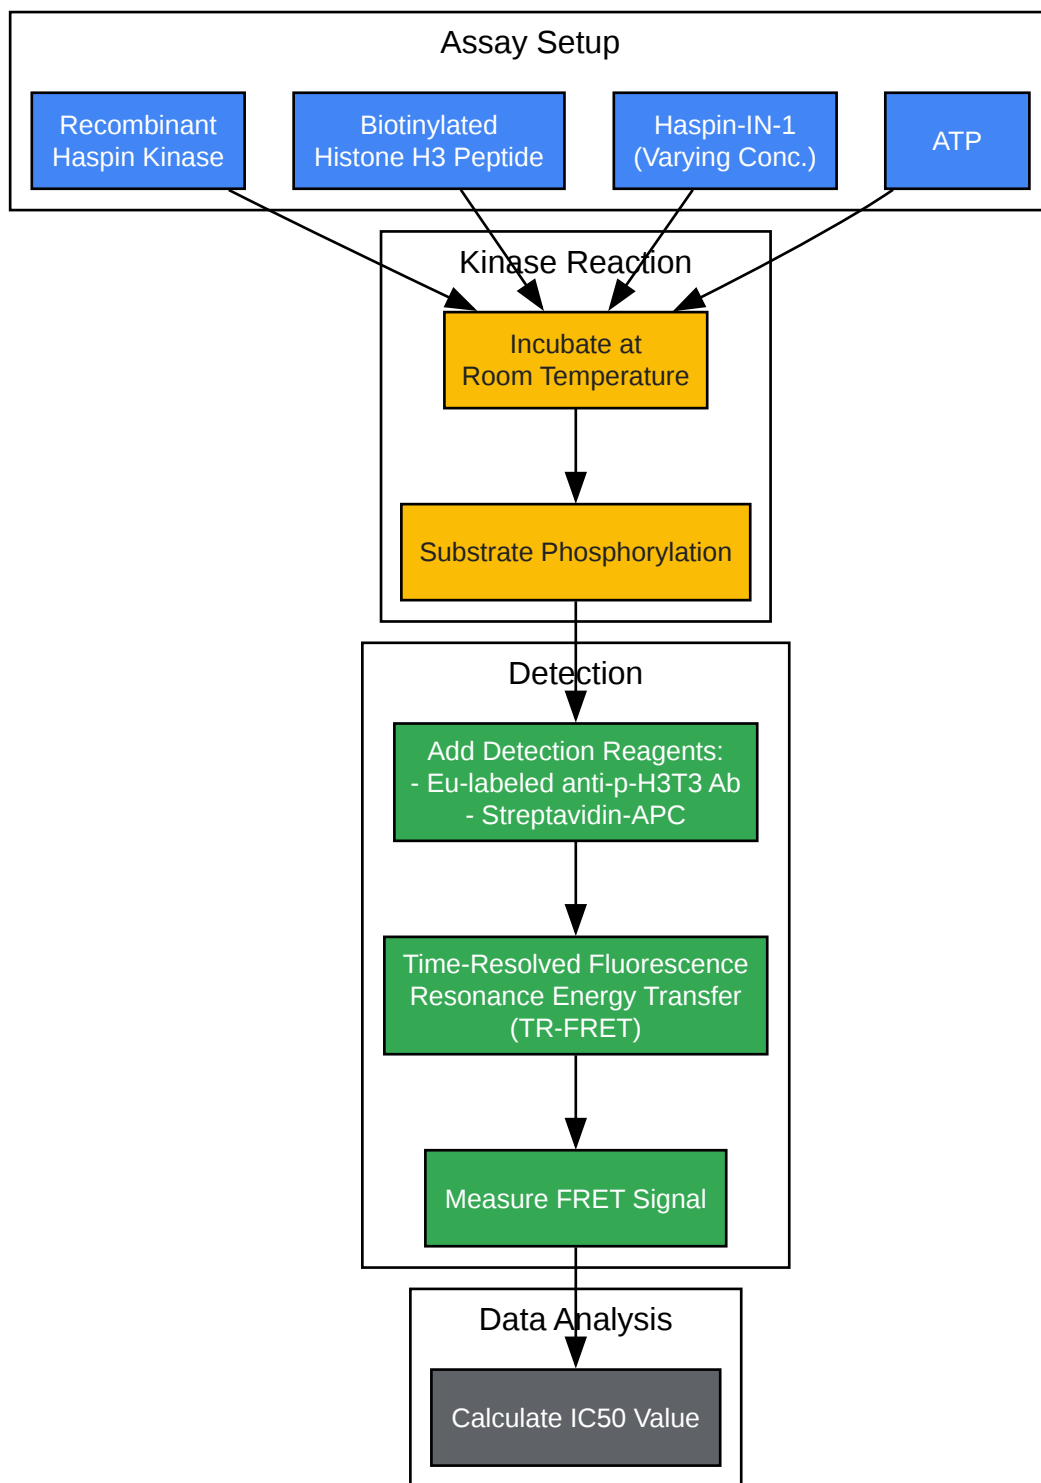 Assay Setup
Recombinant
Haspin Kinase
Biotinylated
Histone H3 Peptide
Haspin-IN-1
(Varying Conc.)
ATP
Kinase Reaction
Incubate at
Room Temperature
Substrate Phosphorylation
Detection
Add Detection Reagents:
- Eu-labeled anti-p-H3T3 Ab
- Streptavidin-APC
Time-Resolved Fluorescence
Resonance Energy Transfer
(TR-FRET)
Measure FRET Signal
Data Analysis
Calculate IC50 Value